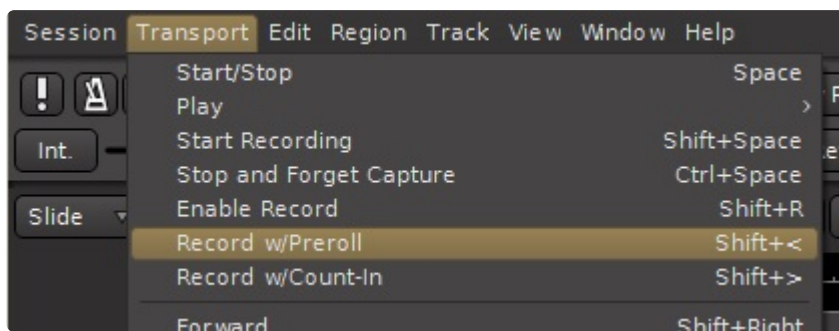 Session Transport Edit Region Track View Window Help
Start/Stop Space
Play
Start Recording Shift+Space
Int.
Stop and Forget Capture Ctrl+Space
Enable Record Shift+R
Slide
Record w/Preroll Shift+<
Record w/Count-In Shift+>
Forward Shift+Right